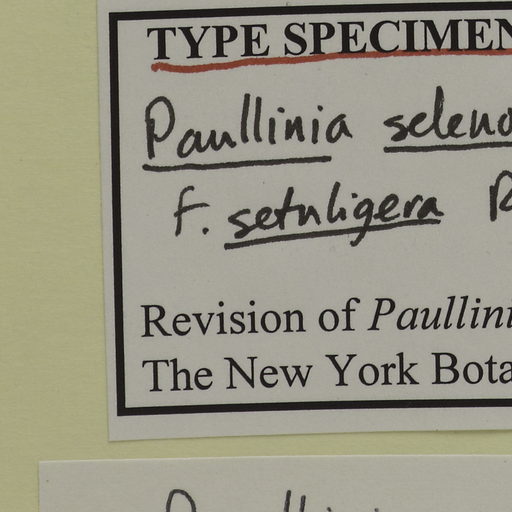 TYPE SPECIMEN
Paullinia seleno
f. setuligera R
Revision of Paullini
The New York Bota